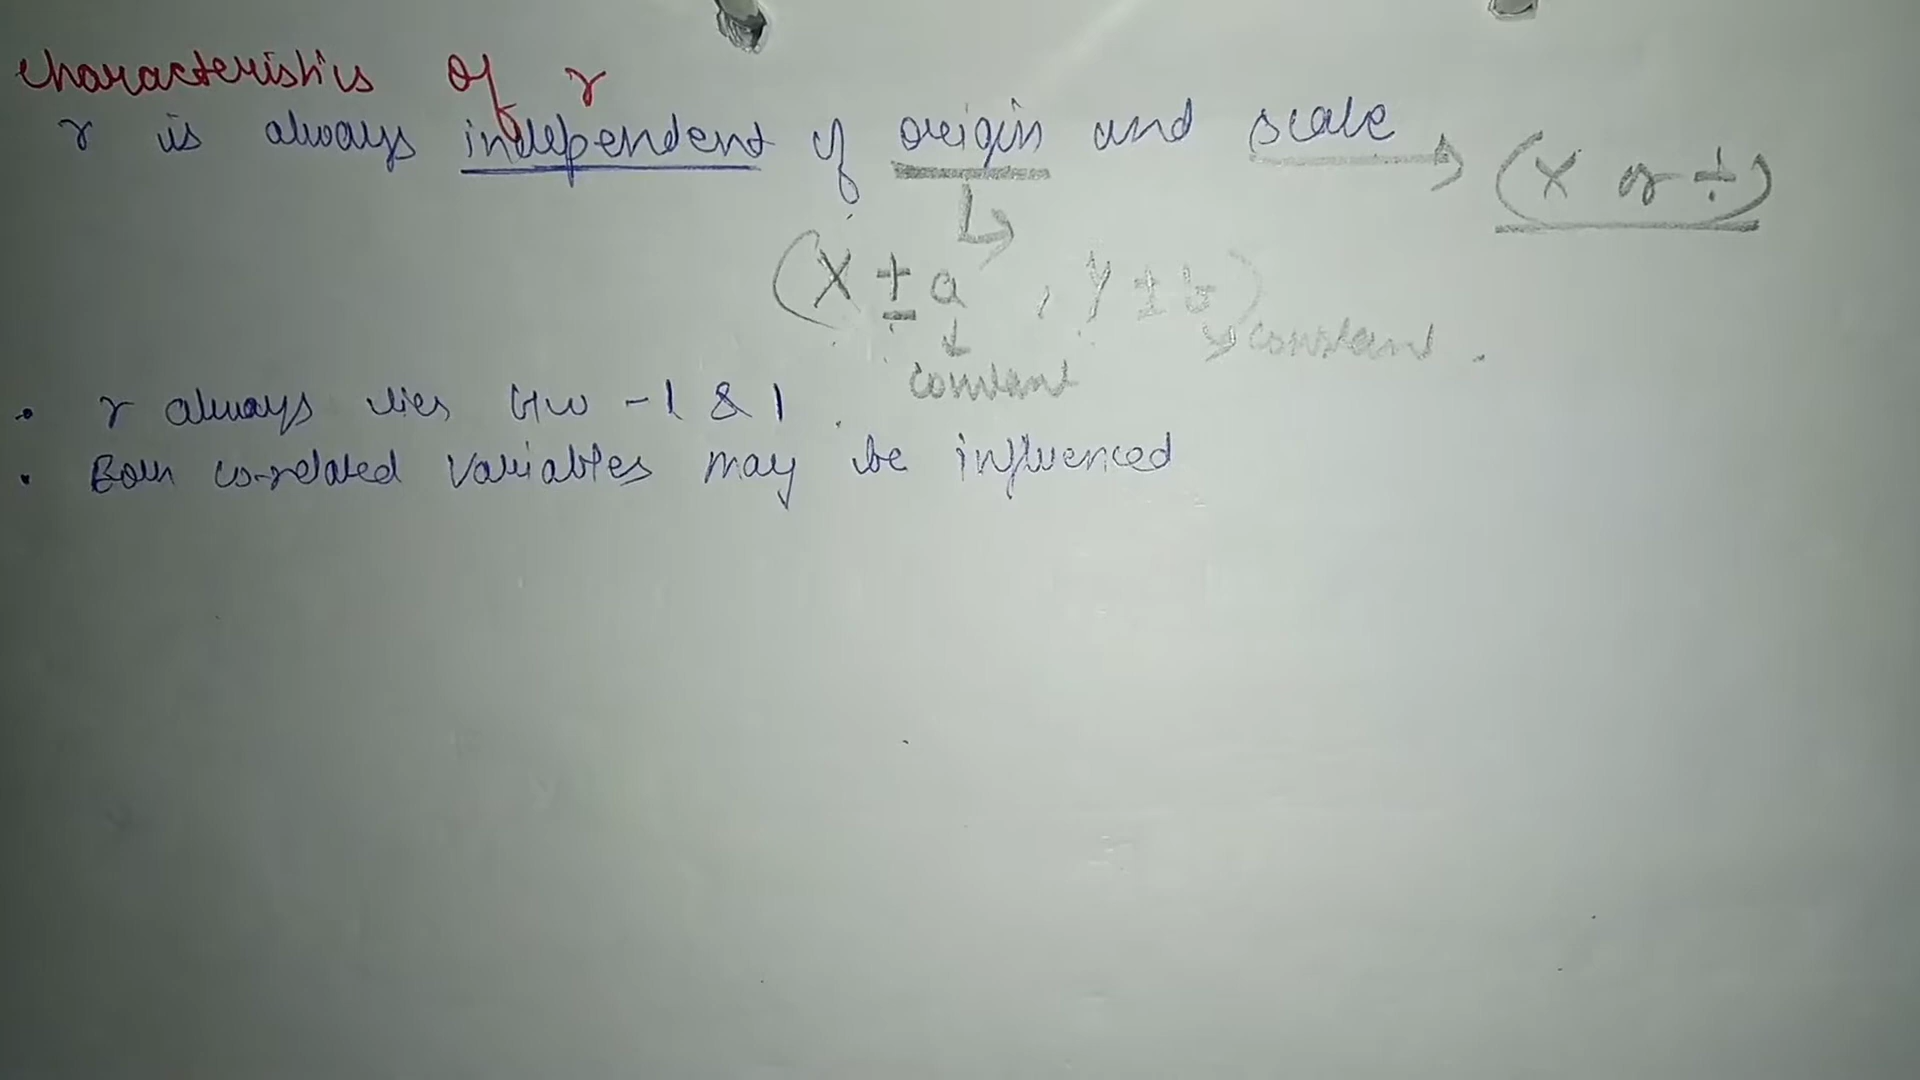 characteristics of r
r is always independent of origin and scale → (× or ÷)
(X ± a , Y ± b)
constant
constant.
• r always lies btw -1 & 1
• Both co-related variables may be influenced